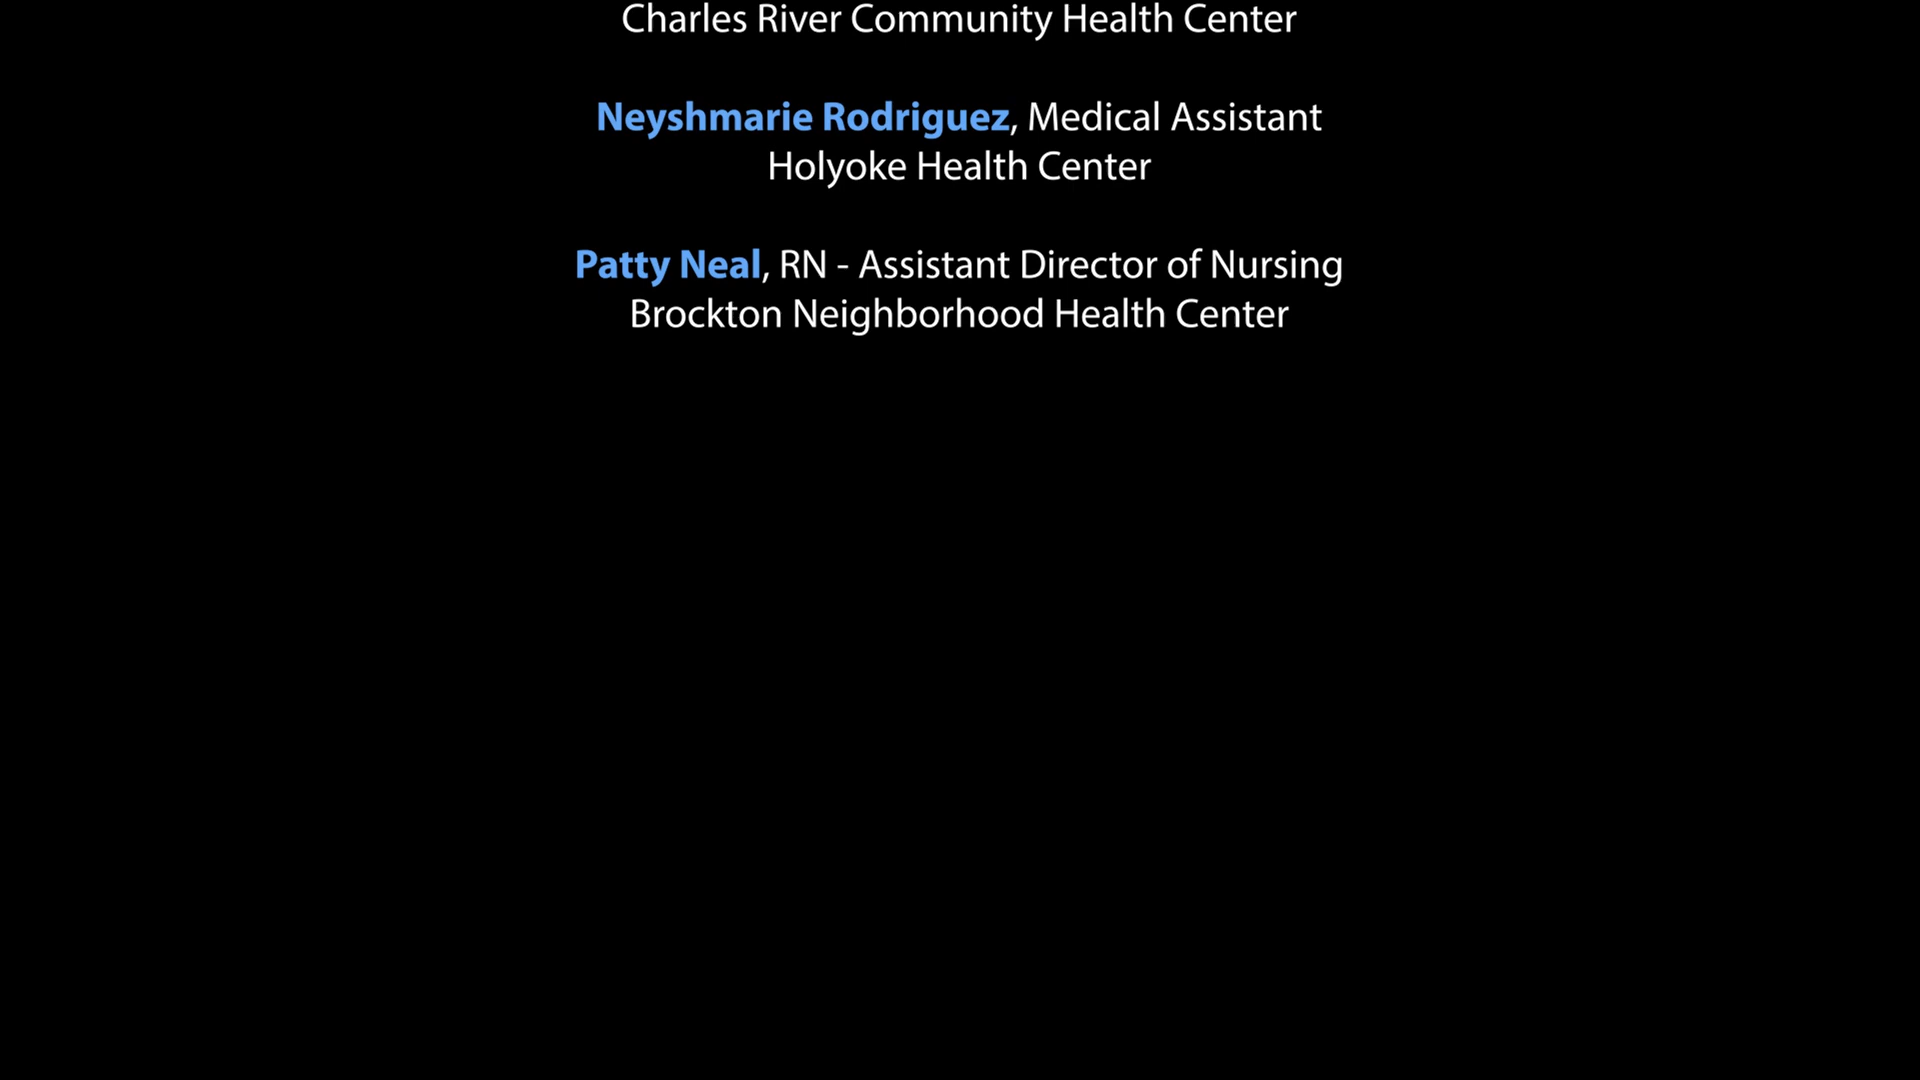 Charles River Community Health Center
Neyshmarie Rodriguez, Medical Assistant
Holyoke Health Center
Patty Neal, RN - Assistant Director of Nursing
Brockton Neighborhood Health Center